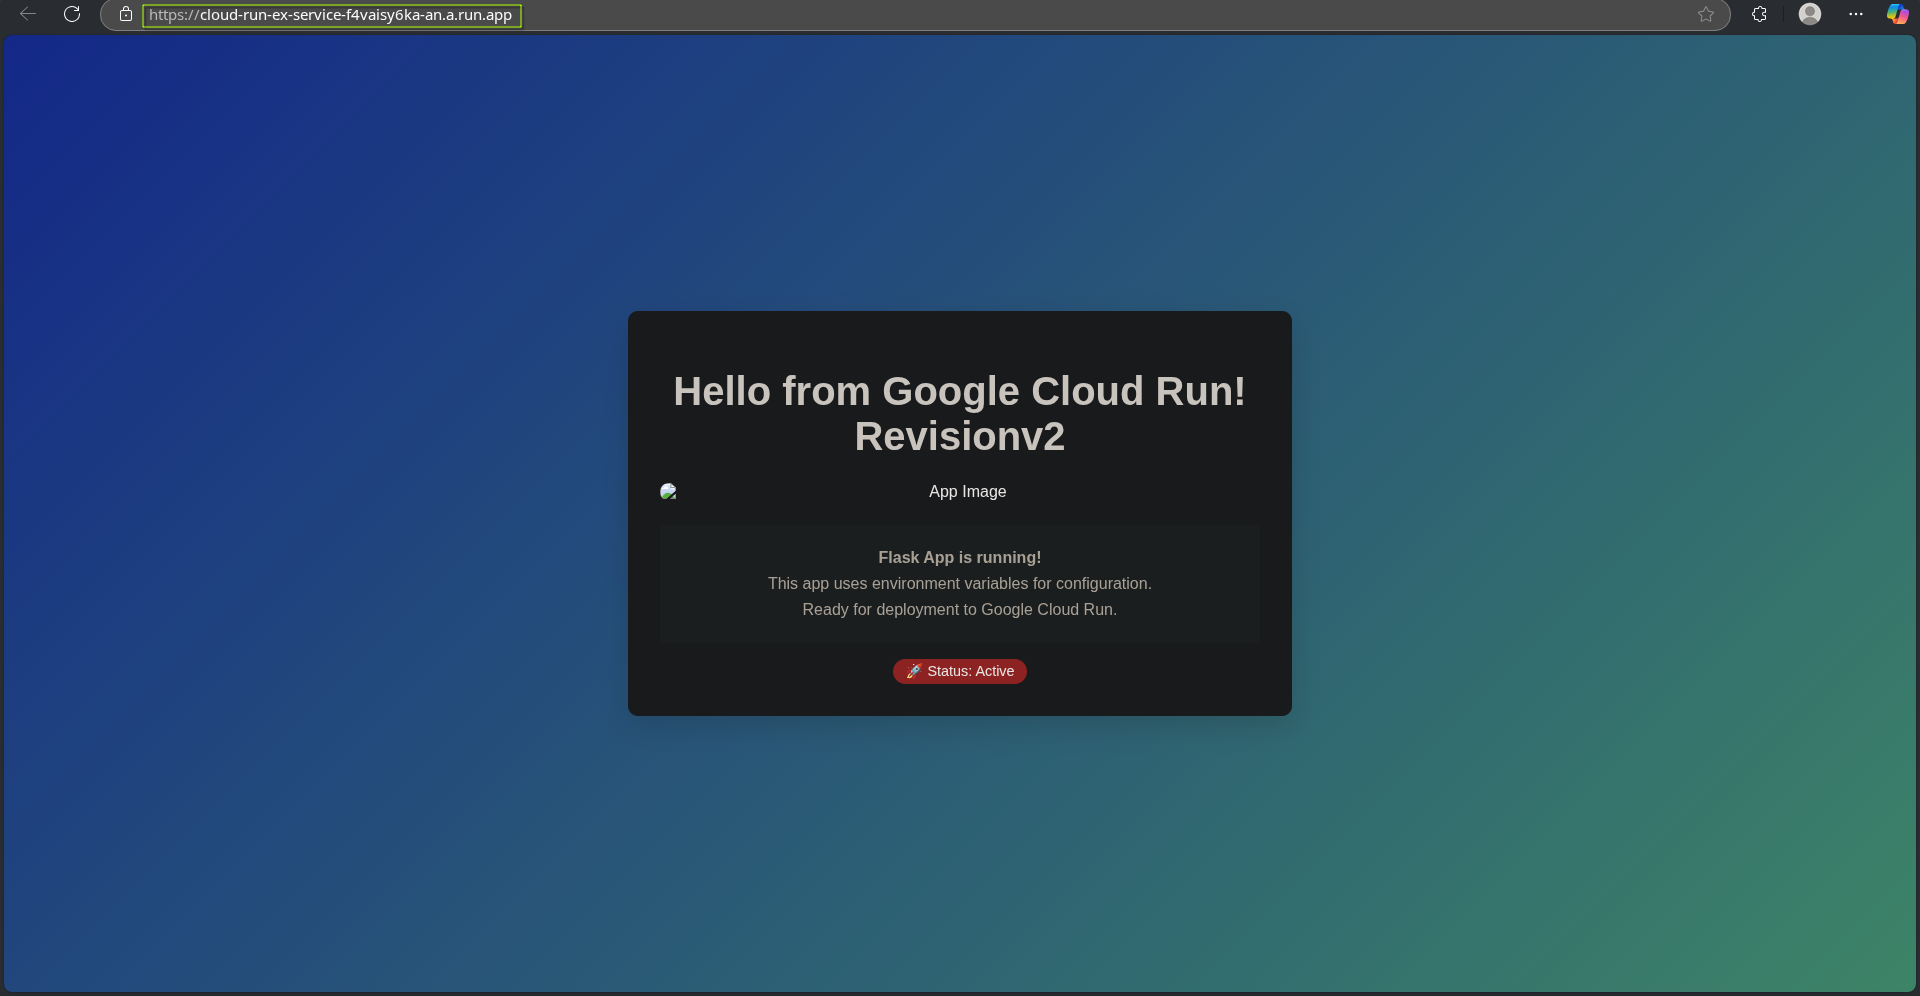 https://cloud-run-ex-service-f4vaisy6ka-an.a.run.app
Hello from Google Cloud Run!
Revisionv2
App Image
Flask App is running!
This app uses environment variables for configuration.
Ready for deployment to Google Cloud Run.
🚀 Status: Active